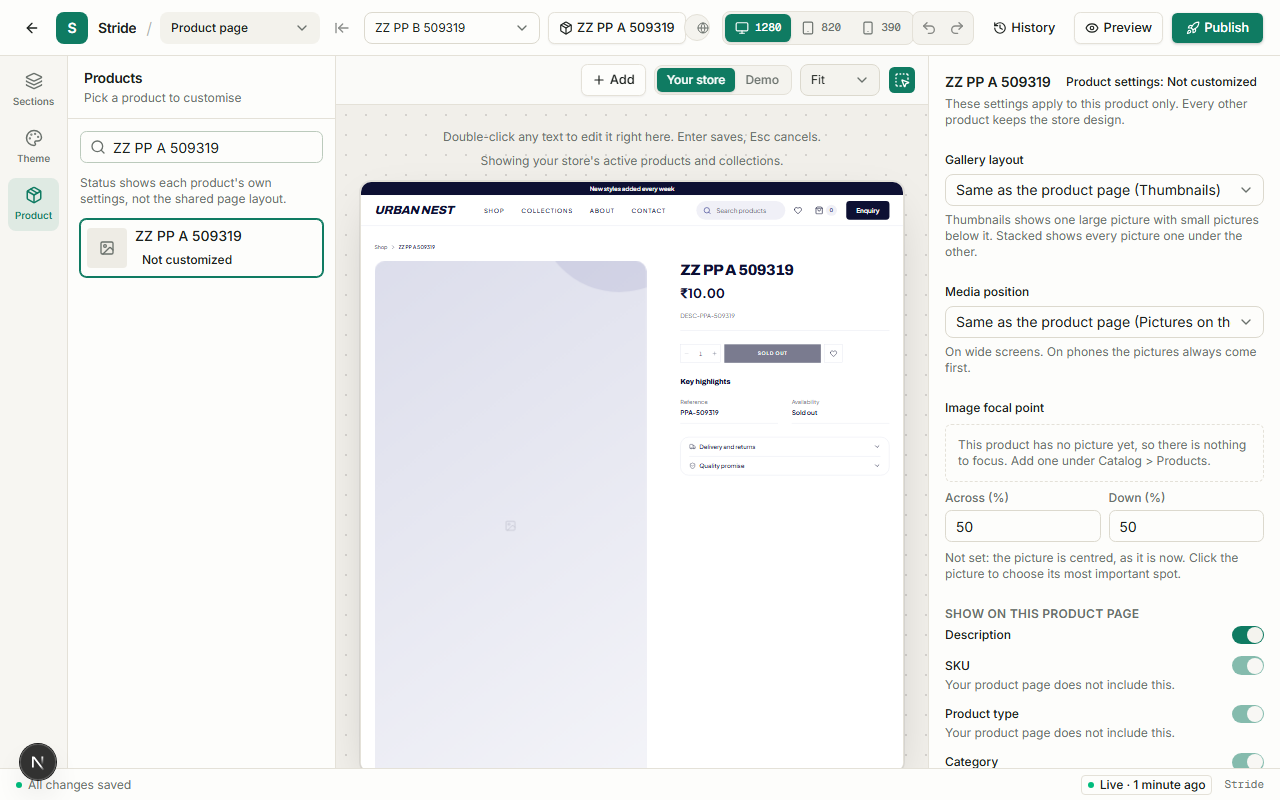 S Stride / Product page
ZZ PP B 509319
ZZ PP A 509319
1280 820 390
History
Preview
Publish
Sections
Theme
Product
Products
Pick a product to customise
ZZ PP A 509319
Status shows each product's own
settings, not the shared page layout.
ZZ PP A 509319
Not customized
+ Add
Your store Demo
Fit
Double-click any text to edit it right here. Enter saves, Esc cancels.
Showing your store's active products and collections.
New styles added every week
URBAN NEST
SHOP COLLECTIONS ABOUT CONTACT
Search products
0
Enquiry
Shop > ZZ PP A 509319
ZZ PP A 509319
₹10.00
DESC-PPA-509319
- 1 + SOLD OUT
Key highlights
Reference Availability
PPA-509319 Sold out
Delivery and returns
Quality promise
ZZ PP A 509319 Product settings: Not customized
These settings apply to this product only. Every other
product keeps the store design.
Gallery layout
Same as the product page (Thumbnails)
Thumbnails shows one large picture with small pictures
below it. Stacked shows every picture one under the
other.
Media position
Same as the product page (Pictures on th
On wide screens. On phones the pictures always come
first.
Image focal point
This product has no picture yet, so there is nothing
to focus. Add one under Catalog > Products.
Across (%) Down (%)
50 50
Not set: the picture is centred, as it is now. Click the
picture to choose its most important spot.
SHOW ON THIS PRODUCT PAGE
Description
SKU
Your product page does not include this.
Product type
Your product page does not include this.
Category
N
All changes saved
Live · 1 minute ago
Stride